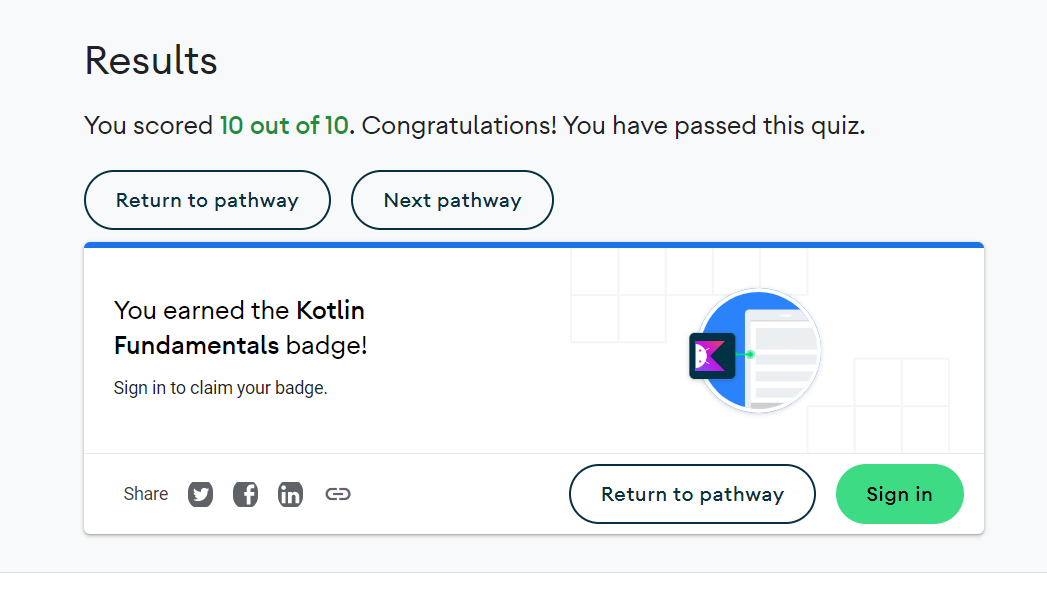 Results
You scored 10 out of 10. Congratulations! You have passed this quiz.
Return to pathway
Next pathway
You earned the Kotlin
Fundamentals badge!
Sign in to claim your badge.
Share
Return to pathway
Sign in